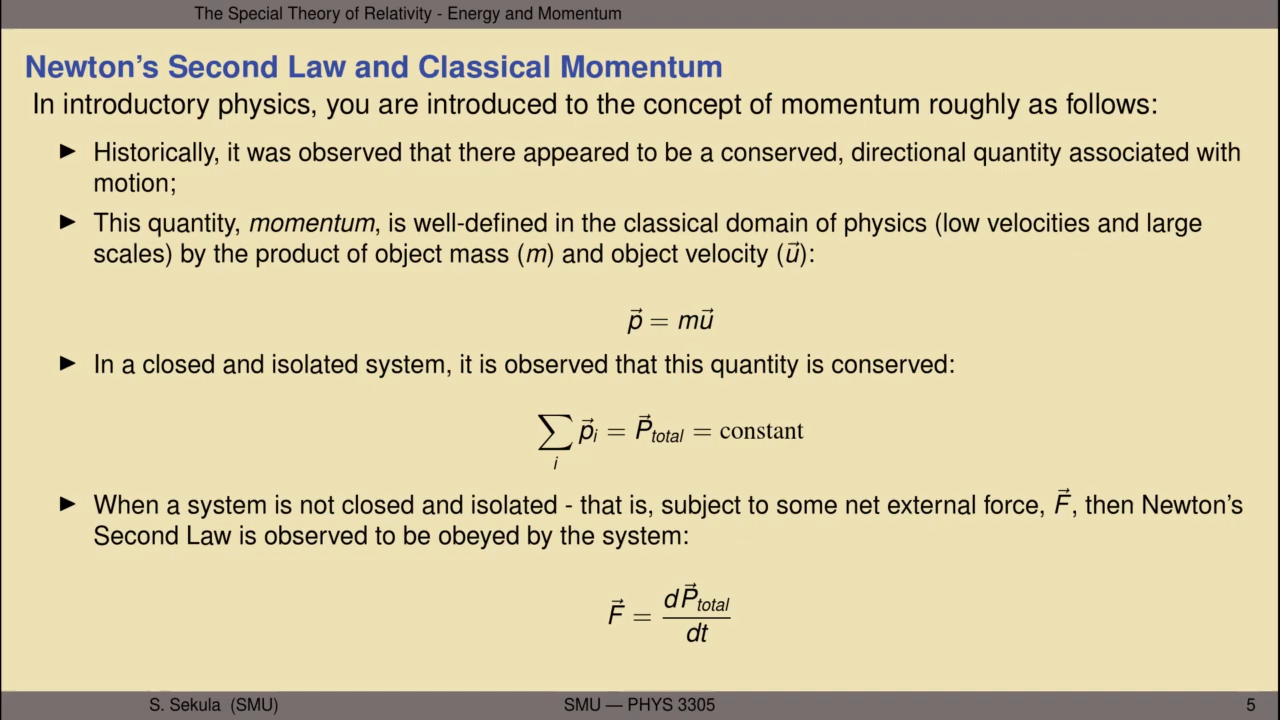 The Special Theory of Relativity - Energy and Momentum
Newton's Second Law and Classical Momentum
In introductory physics, you are introduced to the concept of momentum roughly as follows:
▶ Historically, it was observed that there appeared to be a conserved, directional quantity associated with
motion;
▶ This quantity, momentum, is well-defined in the classical domain of physics (low velocities and large
scales) by the product of object mass (m) and object velocity (u⃗):
p⃗ = mu⃗
▶ In a closed and isolated system, it is observed that this quantity is conserved:
∑_i p⃗_i = P⃗_total = constant
▶ When a system is not closed and isolated - that is, subject to some net external force, F⃗, then Newton's
Second Law is observed to be obeyed by the system:
F⃗ = dP⃗_total / dt
S. Sekula (SMU) SMU — PHYS 3305 5